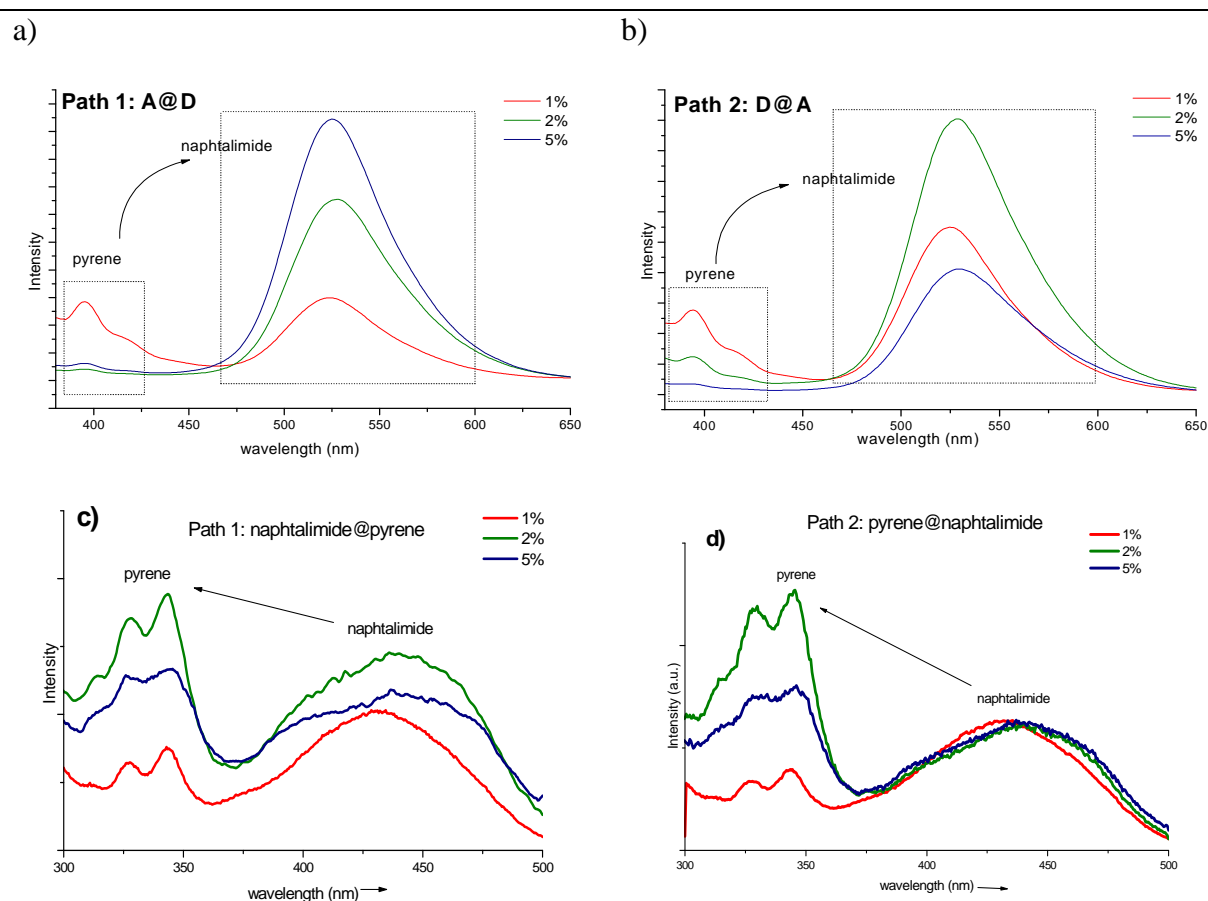 a)
b)
Path 1: A@D
1%
2%
5%
naphtalimide
pyrene
Intensity
400 450 500 550 600 650
wavelength (nm)
Path 2: D@A
1%
2%
5%
naphtalimide
pyrene
Intensity
400 450 500 550 600 650
wavelength (nm)
c)
Path 1: naphtalimide@pyrene
1%
2%
5%
pyrene
naphtalimide
Intensity
300 350 400 450 500
wavelength (nm)
d)
Path 2: pyrene@naphtalimide
1%
2%
5%
pyrene
naphtalimide
Intensity (a.u.)
300 350 400 450 500
wavelength (nm)